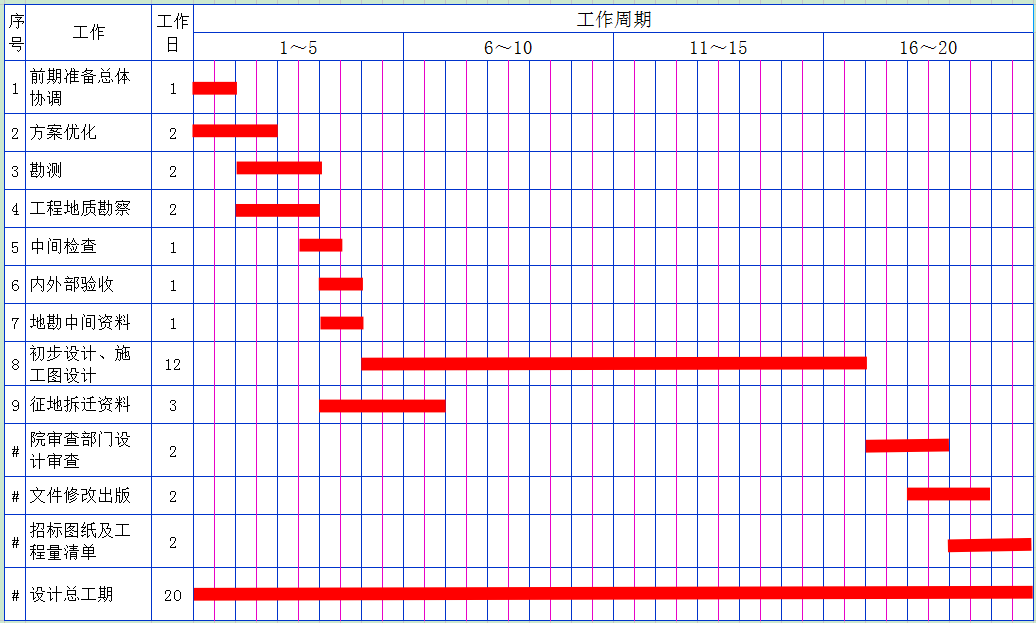 序号
工作
工作日
工作周期
1～5
6～10
11～15
16～20
1
前期准备总体
协调
1
2
方案优化
2
3
勘测
2
4
工程地质勘察
2
5
中间检查
1
6
内外部验收
1
7
地勘中间资料
1
8
初步设计、施
工图设计
12
9
征地拆迁资料
3
#
院审查部门设
计审查
2
#
文件修改出版
2
#
招标图纸及工
程量清单
2
#
设计总工期
20